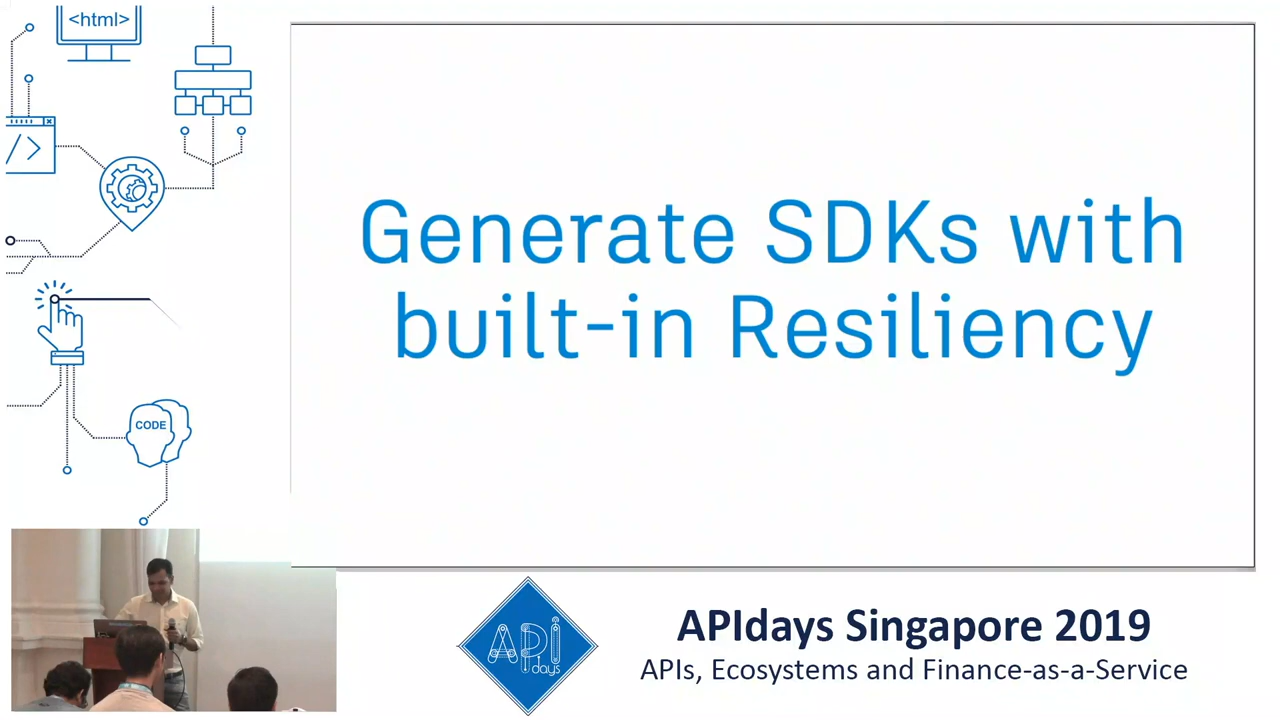 <html>
</>
CODE
Generate SDKs with
built-in Resiliency
API
days
APIdays Singapore 2019
APIs, Ecosystems and Finance-as-a-Service